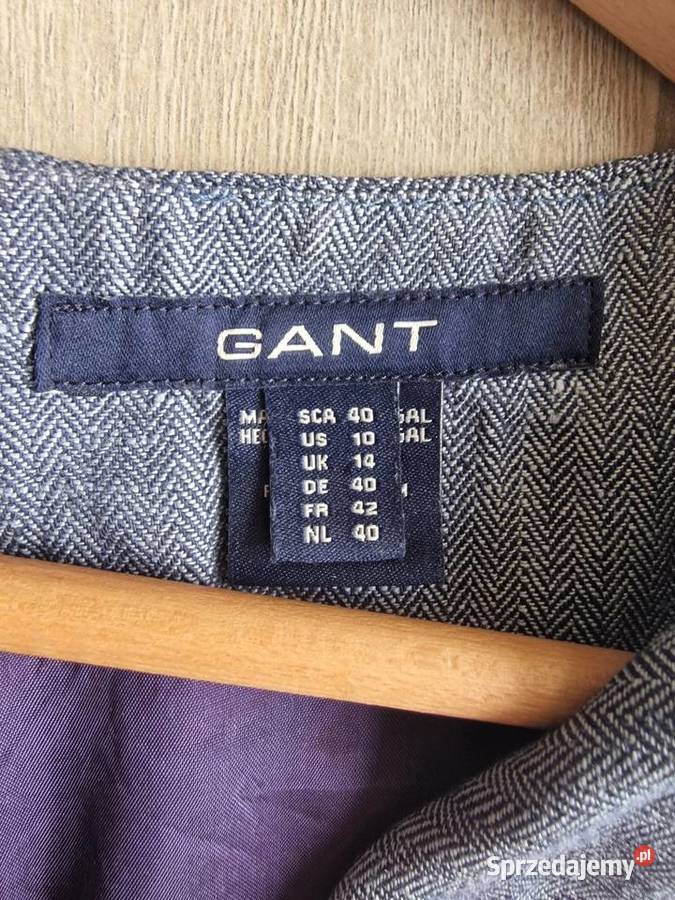 GANT
SCA 40
US 10
UK 14
DE 40
FR 42
NL 40
Sprzedajemy.pl